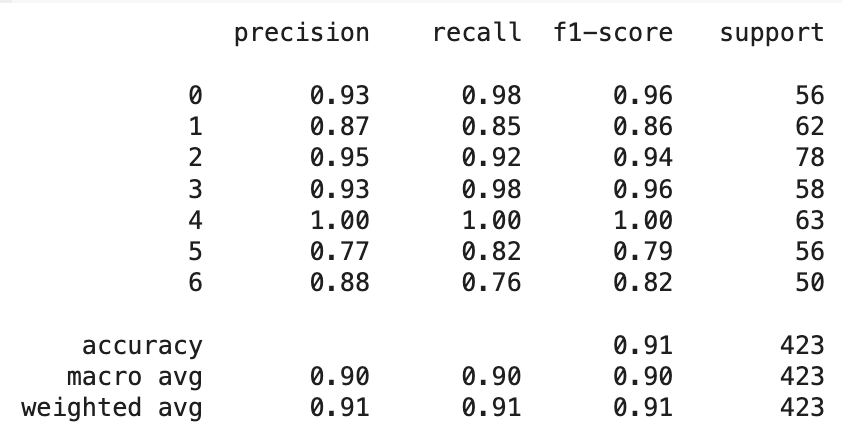 precision recall f1-score support
0 0.93 0.98 0.96 56
1 0.87 0.85 0.86 62
2 0.95 0.92 0.94 78
3 0.93 0.98 0.96 58
4 1.00 1.00 1.00 63
5 0.77 0.82 0.79 56
6 0.88 0.76 0.82 50
accuracy 0.91 423
macro avg 0.90 0.90 0.90 423
weighted avg 0.91 0.91 0.91 423